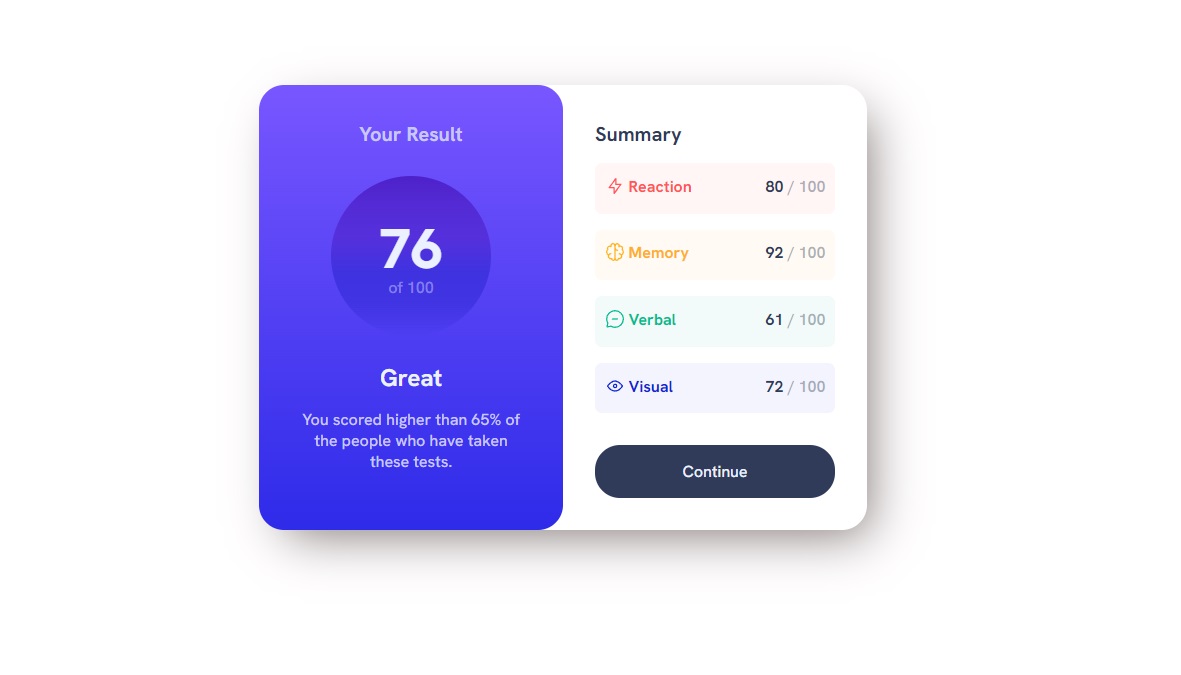 Your Result
76
of 100
Great
You scored higher than 65% of
the people who have taken
these tests.
Summary
Reaction 80 / 100
Memory 92 / 100
Verbal 61 / 100
Visual 72 / 100
Continue